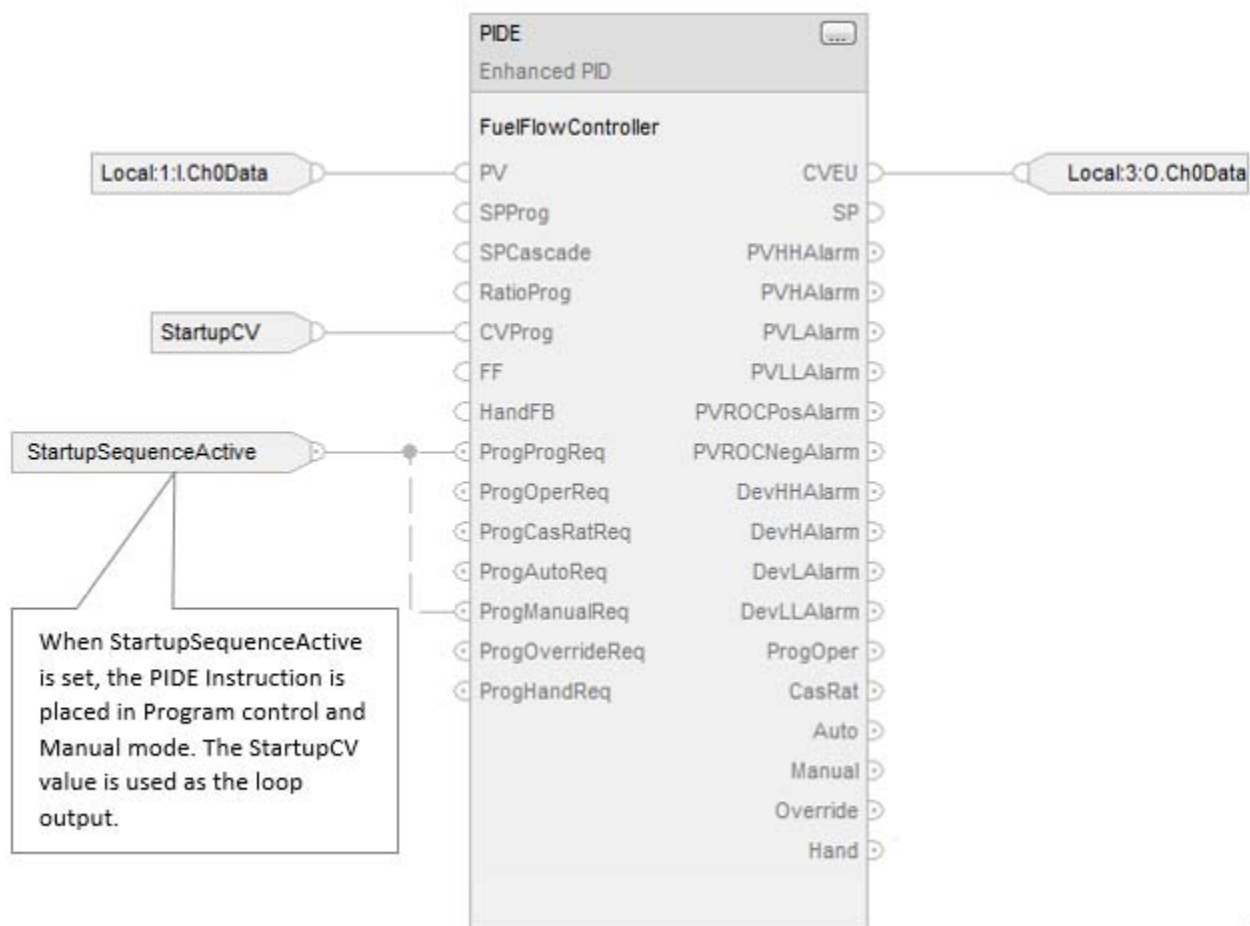 PIDE
...
Enhanced PID
FuelFlowController
Local:1:I.Ch0Data
PV
CVEU
Local:3:O.Ch0Data
SPProg
SP
SPCascade
PVHHAlarm
RatioProg
PVHAlarm
StartupCV
CVProg
PVLAlarm
FF
PVLLAlarm
HandFB
PVROCPosAlarm
StartupSequenceActive
ProgProgReq
PVROCNegAlarm
ProgOperReq
DevHHAlarm
ProgCasRatReq
DevHAlarm
ProgAutoReq
DevLAlarm
ProgManualReq
DevLLAlarm
ProgOverrideReq
ProgOper
ProgHandReq
CasRat
Auto
Manual
Override
Hand
When StartupSequenceActive
is set, the PIDE Instruction is
placed in Program control and
Manual mode. The StartupCV
value is used as the loop
output.